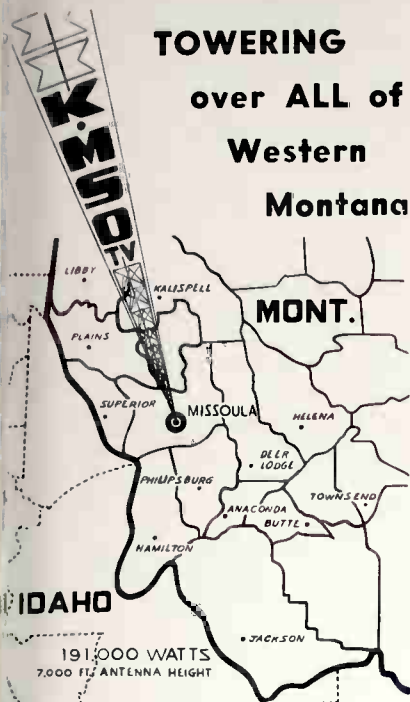 TOWERING
over ALL of
Western
Montana
K·MSO
TV
LIBBY
KALISPELL
MONT.
PLAINS
SUPERIOR
MISSOULA
HELENA
DEER
LODGE
PHILIPSBURG
TOWNSEND
ANACONDA
BUTTE
HAMILTON
IDAHO
JACKSON
191,000 WATTS
7,000 FT. ANTENNA HEIGHT